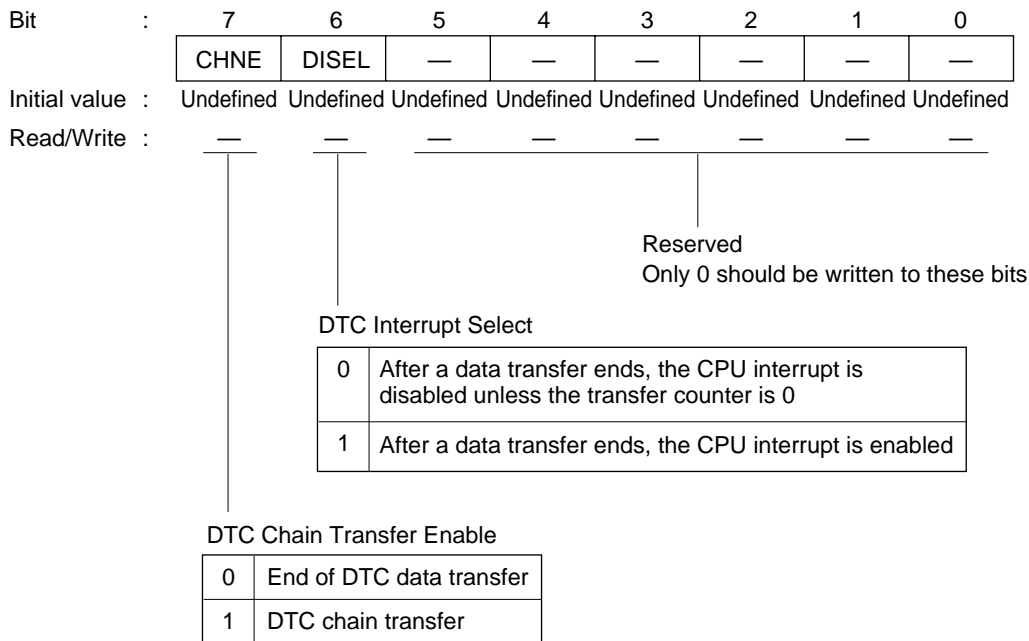 Bit : 7 6 5 4 3 2 1 0
CHNE DISEL — — — — — —
Initial value : Undefined Undefined Undefined Undefined Undefined Undefined Undefined Undefined
Read/Write : — — — — — — — —
Reserved
Only 0 should be written to these bits
DTC Interrupt Select
0 After a data transfer ends, the CPU interrupt is
disabled unless the transfer counter is 0
1 After a data transfer ends, the CPU interrupt is enabled
DTC Chain Transfer Enable
0 End of DTC data transfer
1 DTC chain transfer